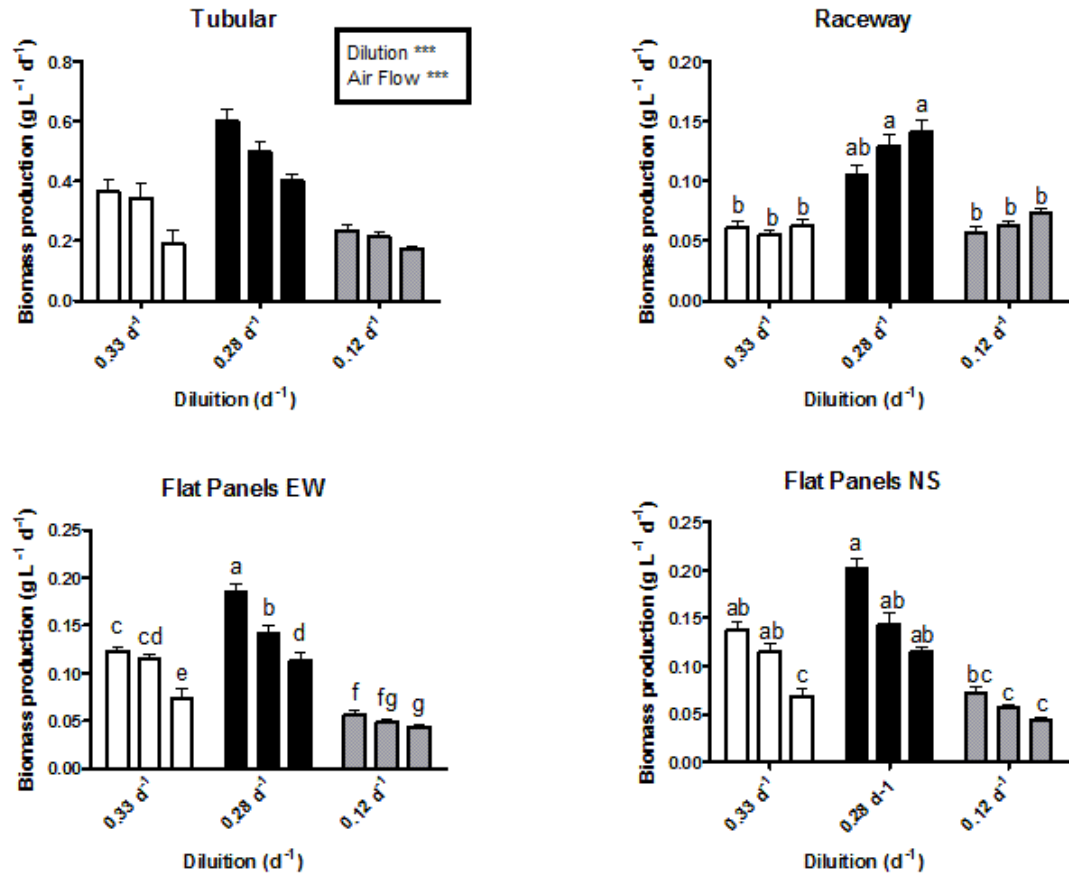 Tubular
Dilution ***
Air Flow ***
Biomass production (g L⁻¹ d⁻¹)
0.8
0.6
0.4
0.2
0.0
0.33 d⁻¹
0.28 d⁻¹
0.12 d⁻¹
Diluition (d⁻¹)
Raceway
Biomass production (g L⁻¹ d⁻¹)
0.20
0.15
0.10
0.05
0.00
b b b
ab a a
b b b
0.33 d⁻¹
0.28 d⁻¹
0.12 d⁻¹
Diluition (d⁻¹)
Flat Panels EW
Biomass production (g L⁻¹ d⁻¹)
0.25
0.20
0.15
0.10
0.05
0.00
c cd e
a b d
f fg g
0.33 d⁻¹
0.28 d⁻¹
0.12 d⁻¹
Diluition (d⁻¹)
Flat Panels NS
Biomass production (g L⁻¹ d⁻¹)
0.25
0.20
0.15
0.10
0.05
0.00
ab ab c
a ab ab
bc c c
0.33 d⁻¹
0.28 d-1
0.12 d⁻¹
Diluition (d⁻¹)